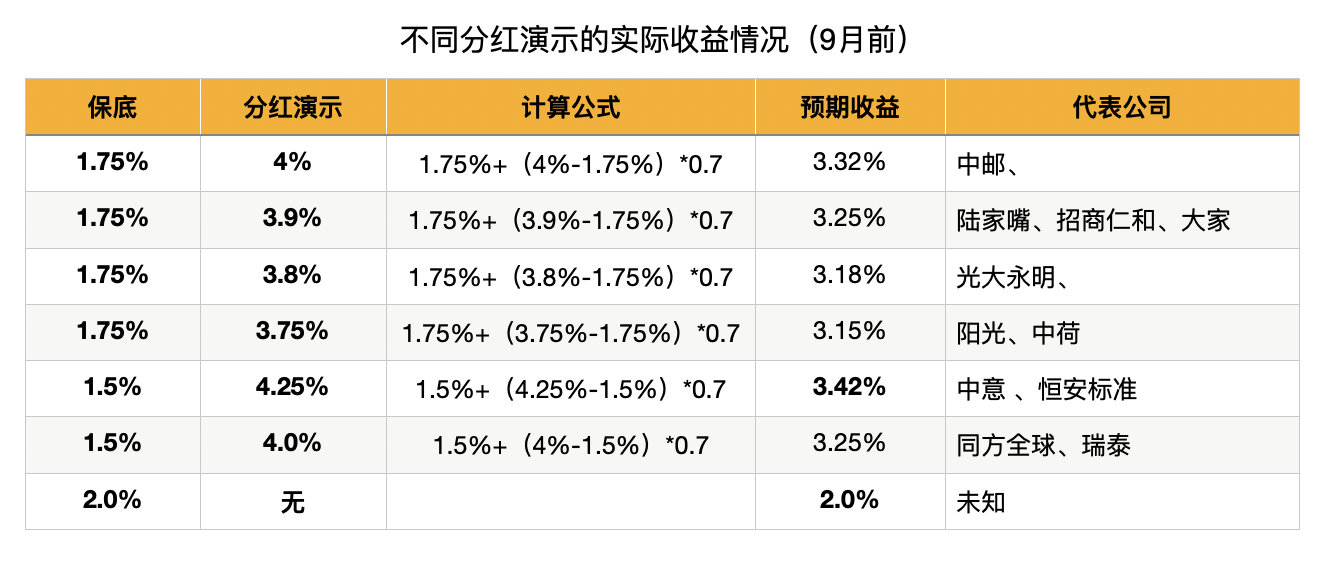 不同分红演示的实际收益情况（9月前）
保底 分红演示 计算公式 预期收益 代表公司
1.75% 4% 1.75%+（4%-1.75%）*0.7 3.32% 中邮、
1.75% 3.9% 1.75%+（3.9%-1.75%）*0.7 3.25% 陆家嘴、招商仁和、大家
1.75% 3.8% 1.75%+（3.8%-1.75%）*0.7 3.18% 光大永明、
1.75% 3.75% 1.75%+（3.75%-1.75%）*0.7 3.15% 阳光、中荷
1.5% 4.25% 1.5%+（4.25%-1.5%）*0.7 3.42% 中意 、恒安标准
1.5% 4.0% 1.5%+（4%-1.5%）*0.7 3.25% 同方全球、瑞泰
2.0% 无 2.0% 未知